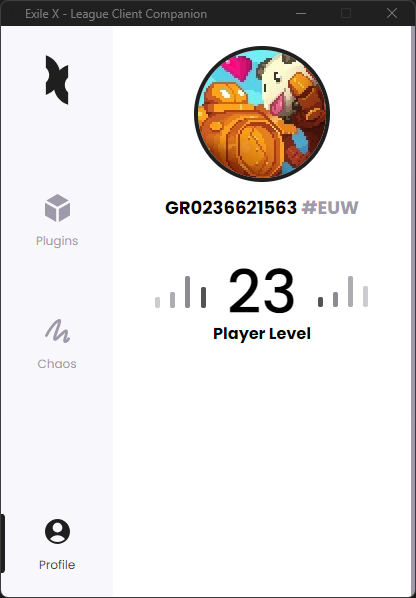 Exile X - League Client Companion
GR0236621563 #EUW
23
Player Level
Plugins
Chaos
Profile